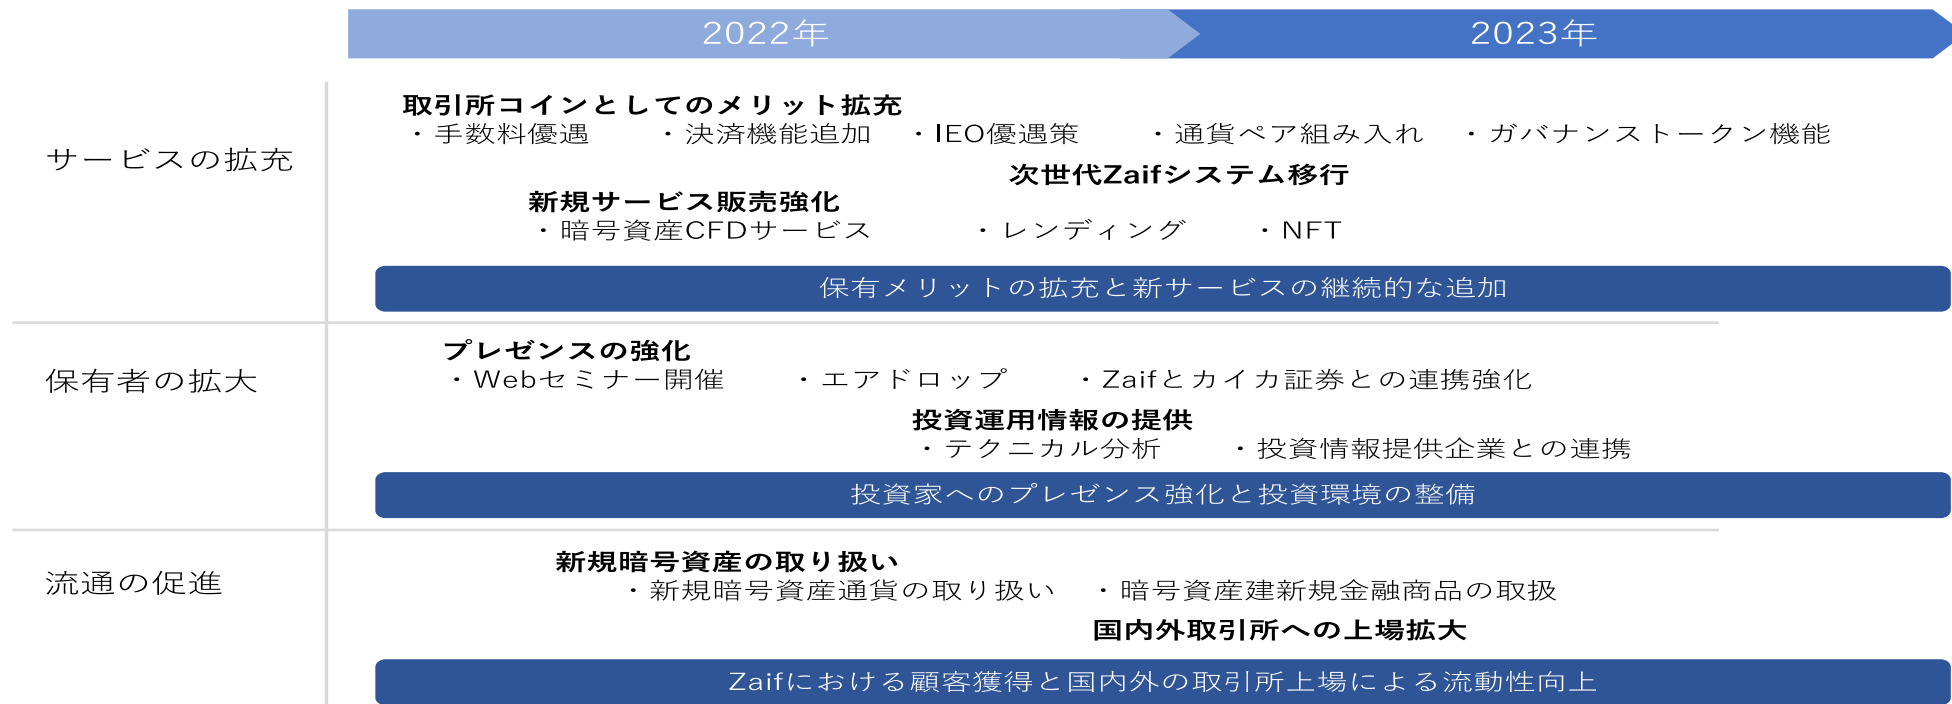 2022年 2023年
取引所コインとしてのメリット拡充
・手数料優遇 ・決済機能追加 ・IEO優遇策 ・通貨ペア組み入れ ・ガバナンストークン機能
サービスの拡充
次世代Zaifシステム移行
新規サービス販売強化
・暗号資産CFDサービス ・レンディング ・NFT
保有メリットの拡充と新サービスの継続的な追加
プレゼンスの強化
保有者の拡大
・Webセミナー開催 ・エアドロップ ・Zaifとカイカ証券との連携強化
投資運用情報の提供
・テクニカル分析 ・投資情報提供企業との連携
投資家へのプレゼンス強化と投資環境の整備
新規暗号資産の取り扱い
流通の促進
・新規暗号資産通貨の取り扱い ・暗号資産建新規金融商品の取扱
国内外取引所への上場拡大
Zaifにおける顧客獲得と国内外の取引所上場による流動性向上